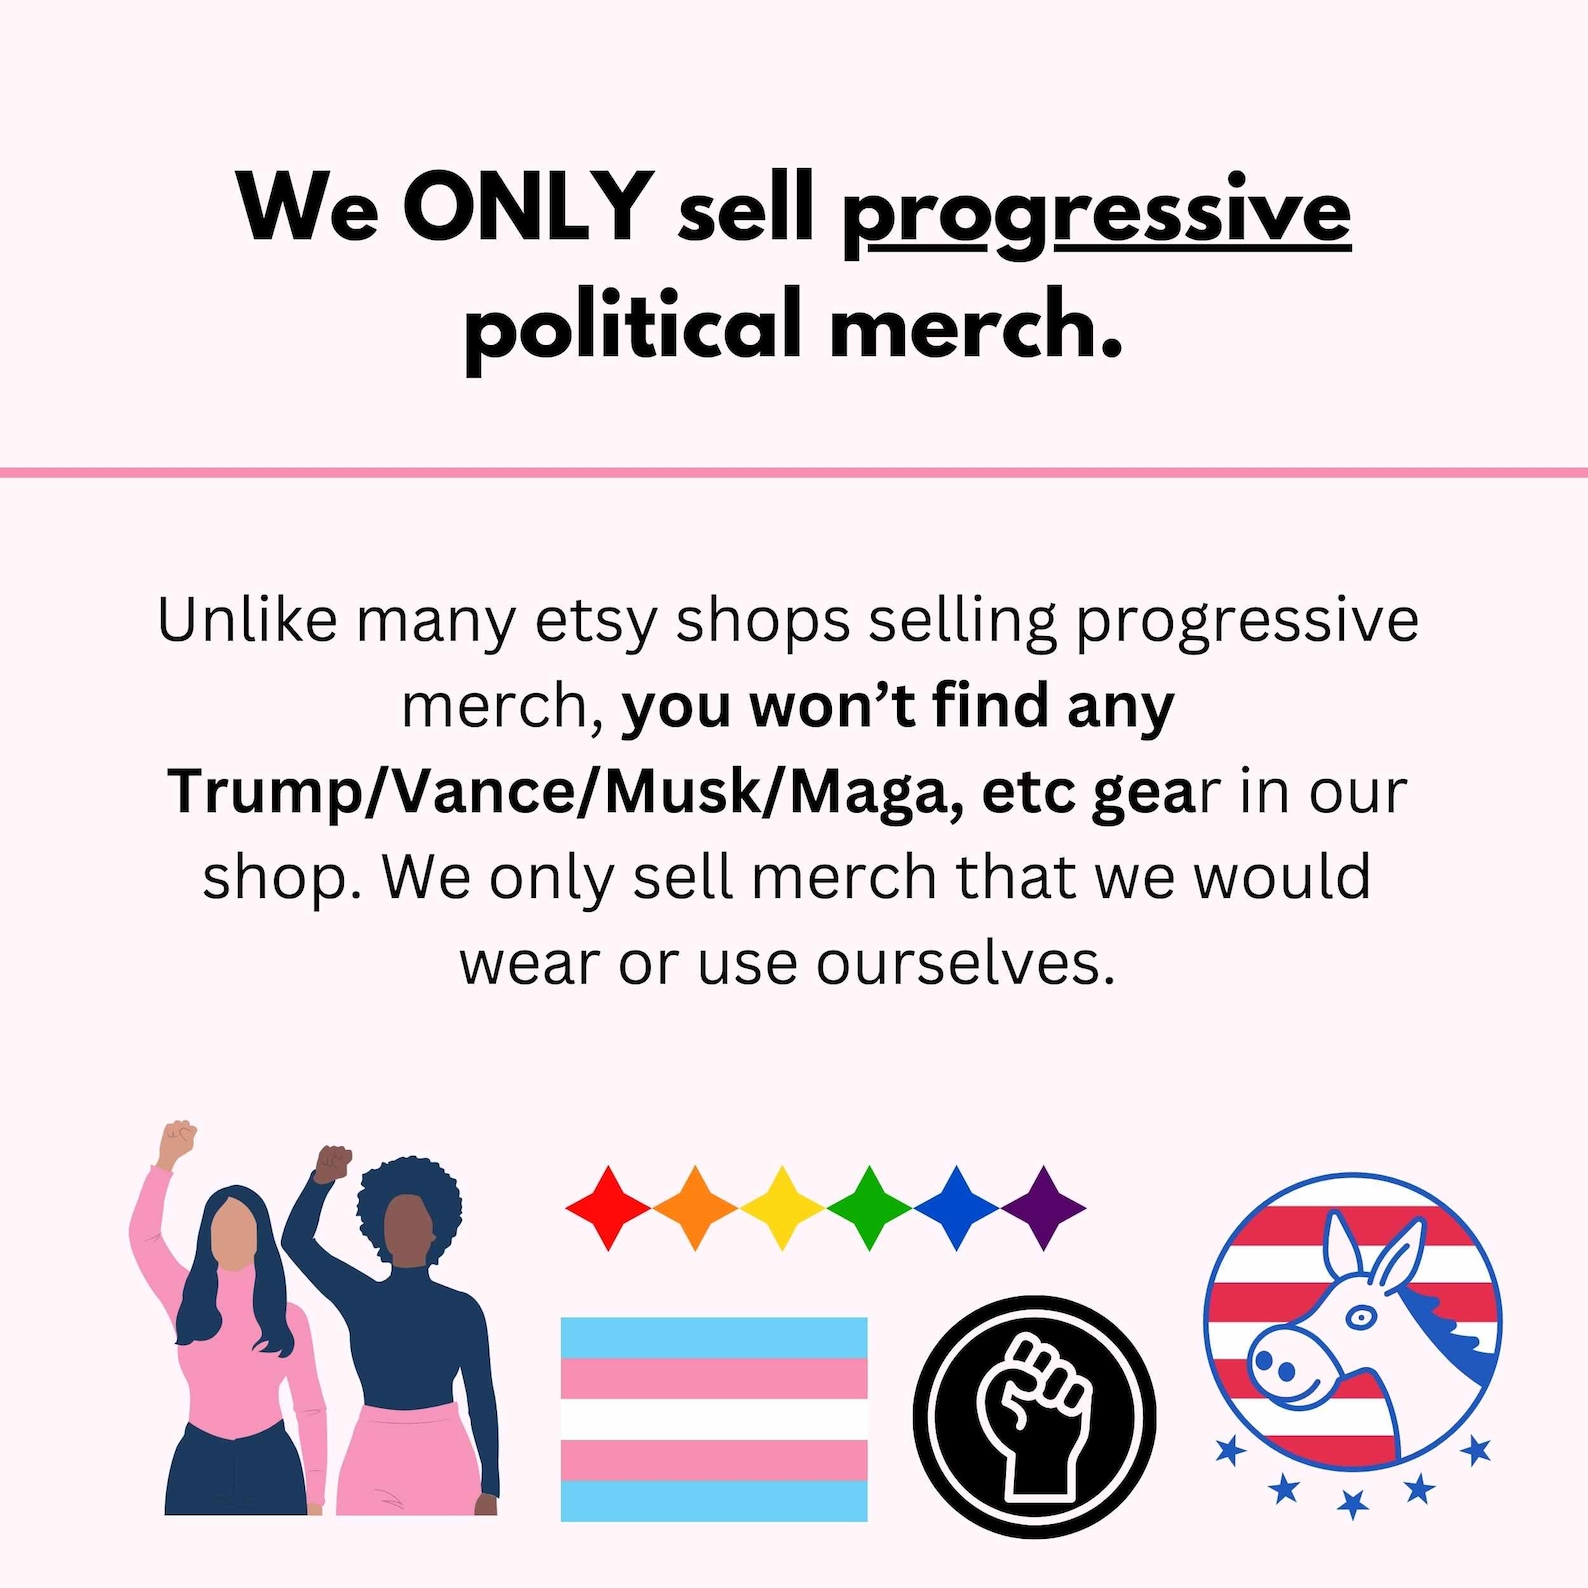 We ONLY sell progressive
political merch.
Unlike many etsy shops selling progressive
merch, you won’t find any
Trump/Vance/Musk/Maga, etc gear in our
shop. We only sell merch that we would
wear or use ourselves.